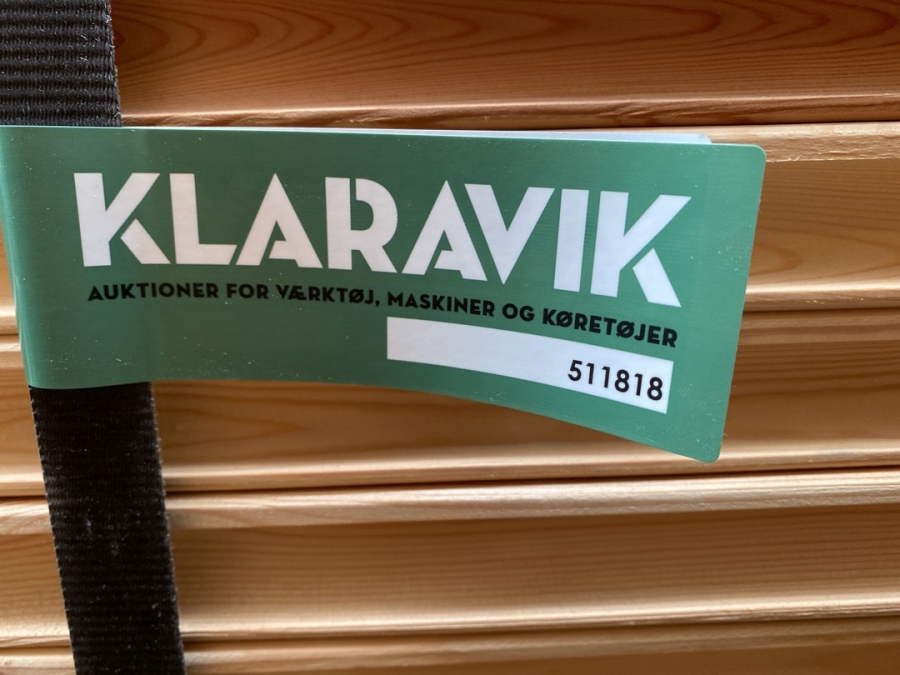 KLARAVIK
AUKTIONER FOR VÆRKTØJ, MASKINER OG KØRETØJER
511818